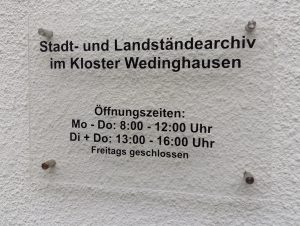 Stadt- und Landständearchiv
im Kloster Wedinghausen
Öffnungszeiten:
Mo - Do: 8:00 - 12:00 Uhr
Di + Do: 13:00 - 16:00 Uhr
Freitags geschlossen